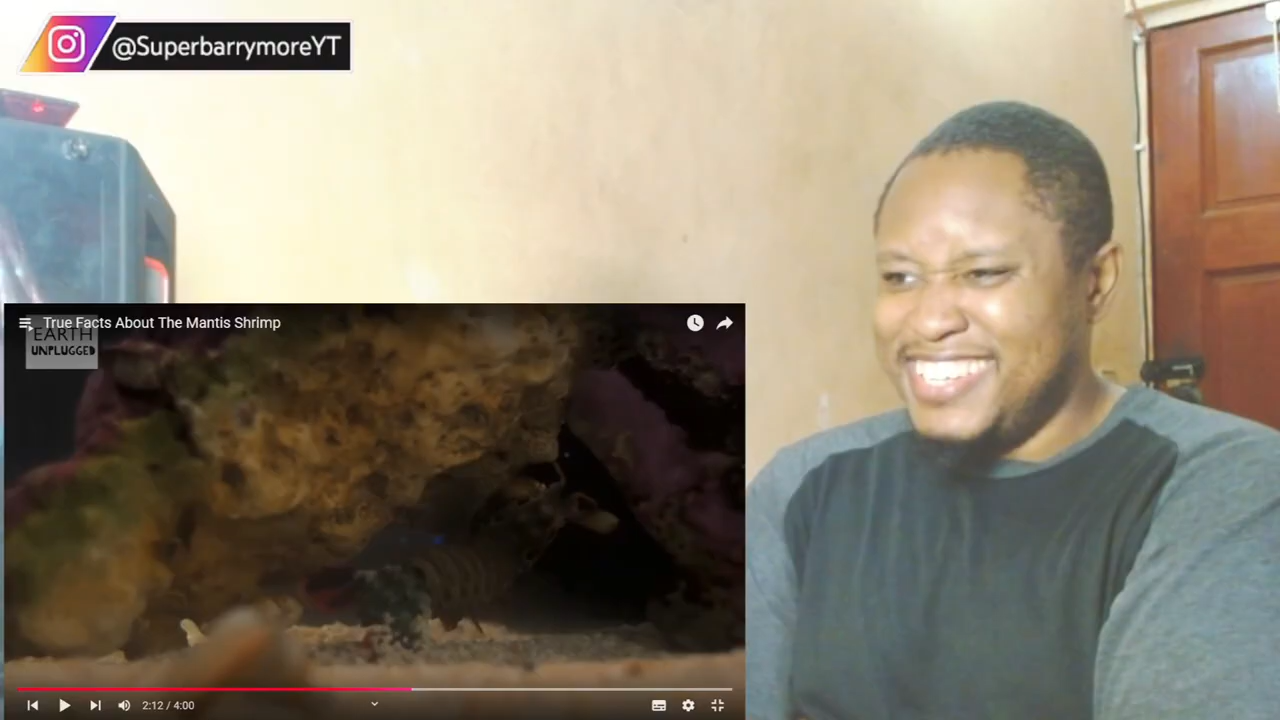 @SuperbarrymoreYT
True Facts About The Mantis Shrimp
EARTH
UNPLUGGED
2:12 / 4:00